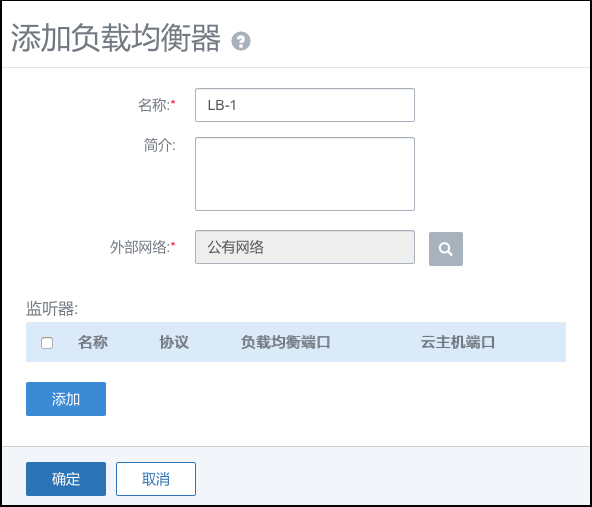 添加负载均衡器 ?
名称:*
LB-1
简介:
外部网络:*
公有网络
监听器:
名称 协议 负载均衡端口 云主机端口
添加
确定 取消